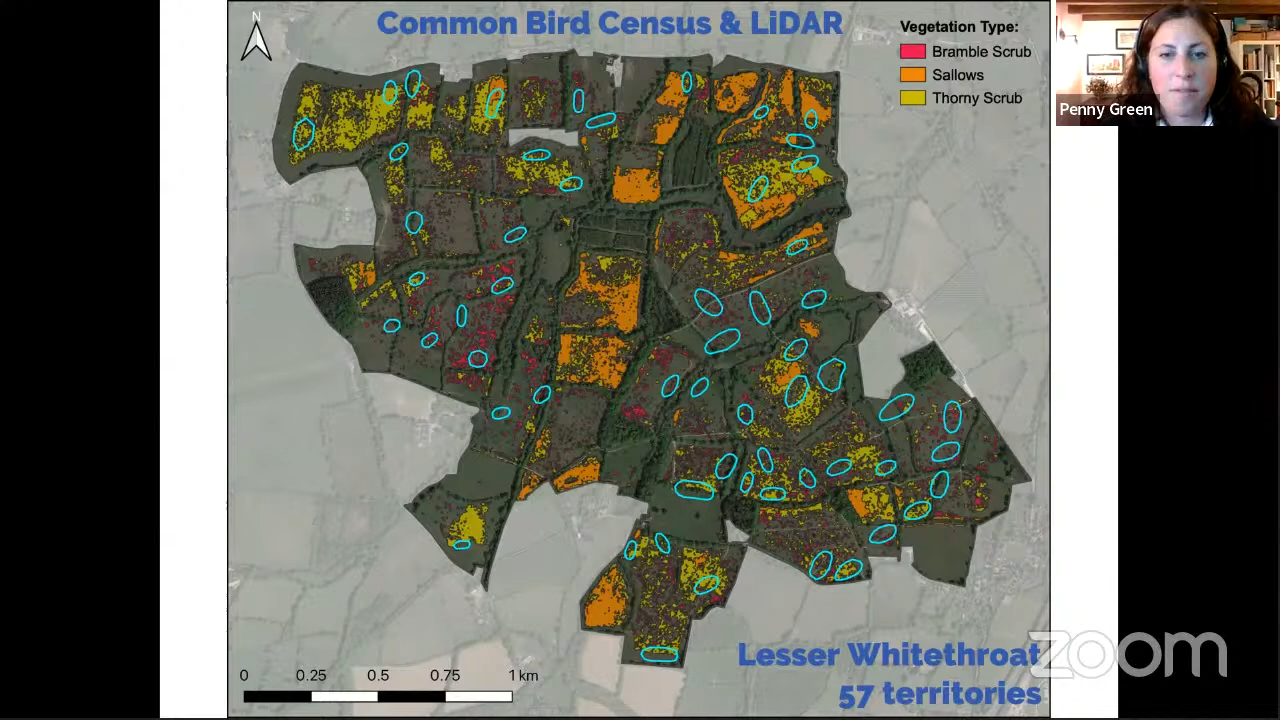 N
Common Bird Census & LiDAR
Vegetation Type:
Bramble Scrub
Sallows
Thorny Scrub
Penny Green
Lesser Whitethroat
57 territories
zoom
0 0.25 0.5 0.75 1 km